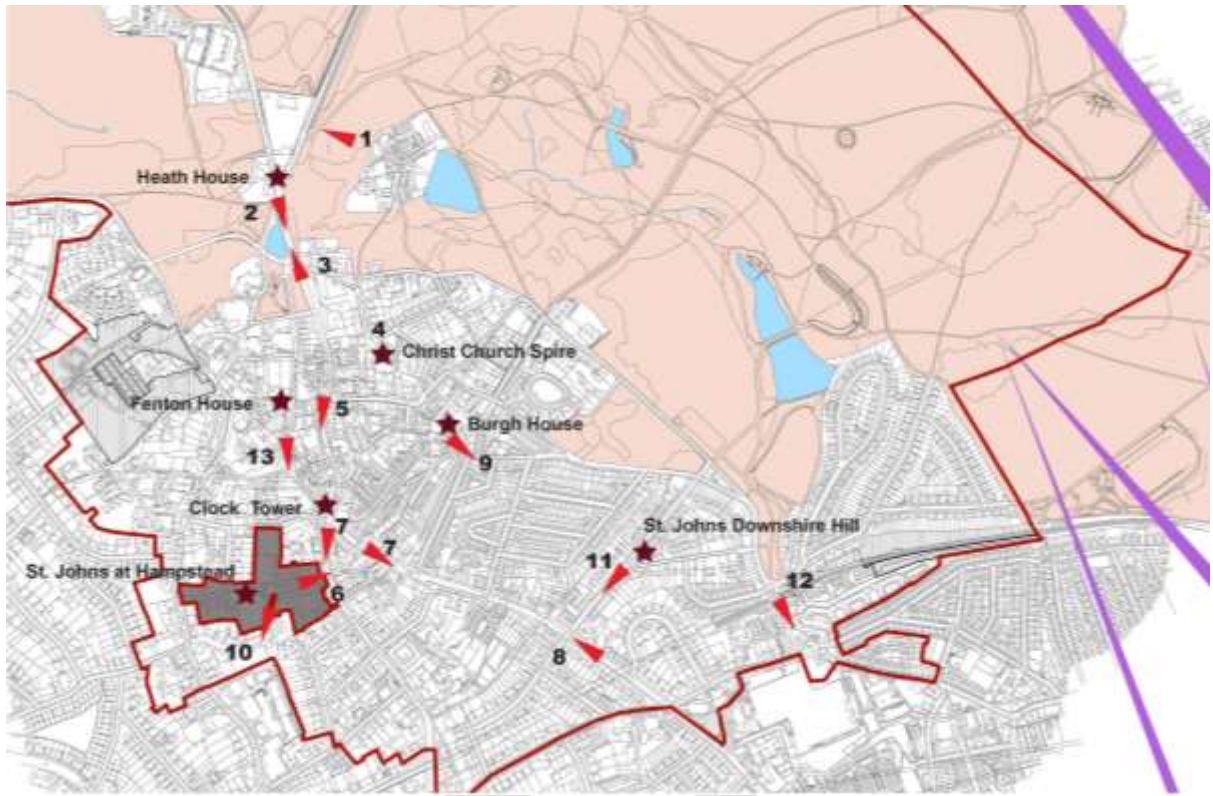 1
Heath House
2
3
4
Christ Church Spire
Fenton House
5
Burgh House
13
9
Clock Tower
7
7
St. Johns Downshire Hill
St. Johns at Hampstead
11
12
6
10
8